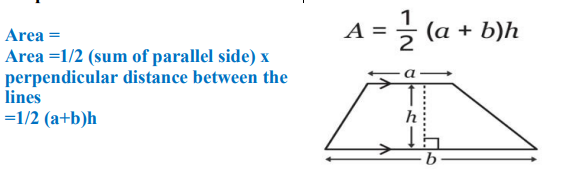 Area =
Area =1/2 (sum of parallel side) x
perpendicular distance between the
lines
=1/2 (a+b)h
A = 1/2 (a + b)h
a
h
b